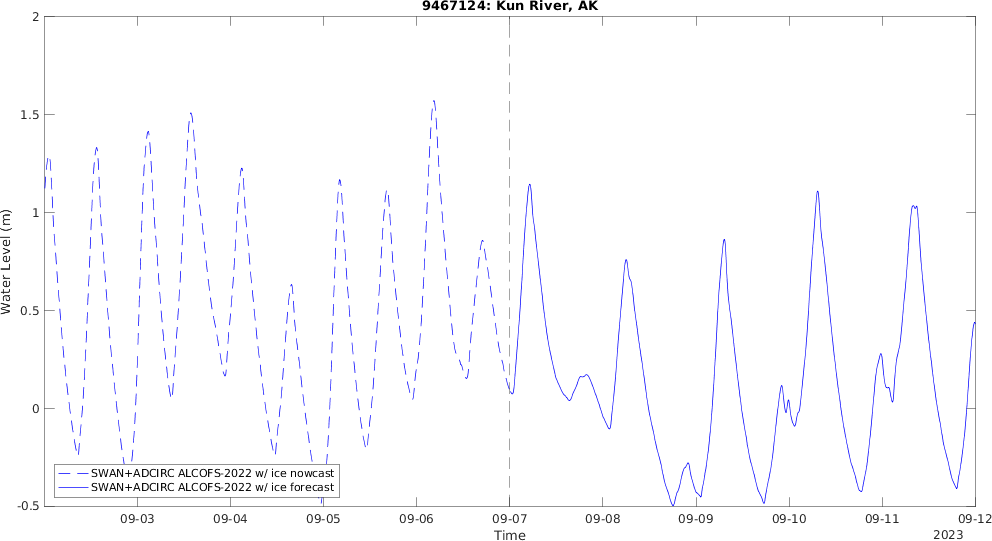 9467124: Kun River, AK
2
1.5
1
0.5
0
-0.5
Water Level (m)
SWAN+ADCIRC ALCOFS-2022 w/ ice nowcast
SWAN+ADCIRC ALCOFS-2022 w/ ice forecast
09-03 09-04 09-05 09-06 09-07 09-08 09-09 09-10 09-11 09-12
Time
2023